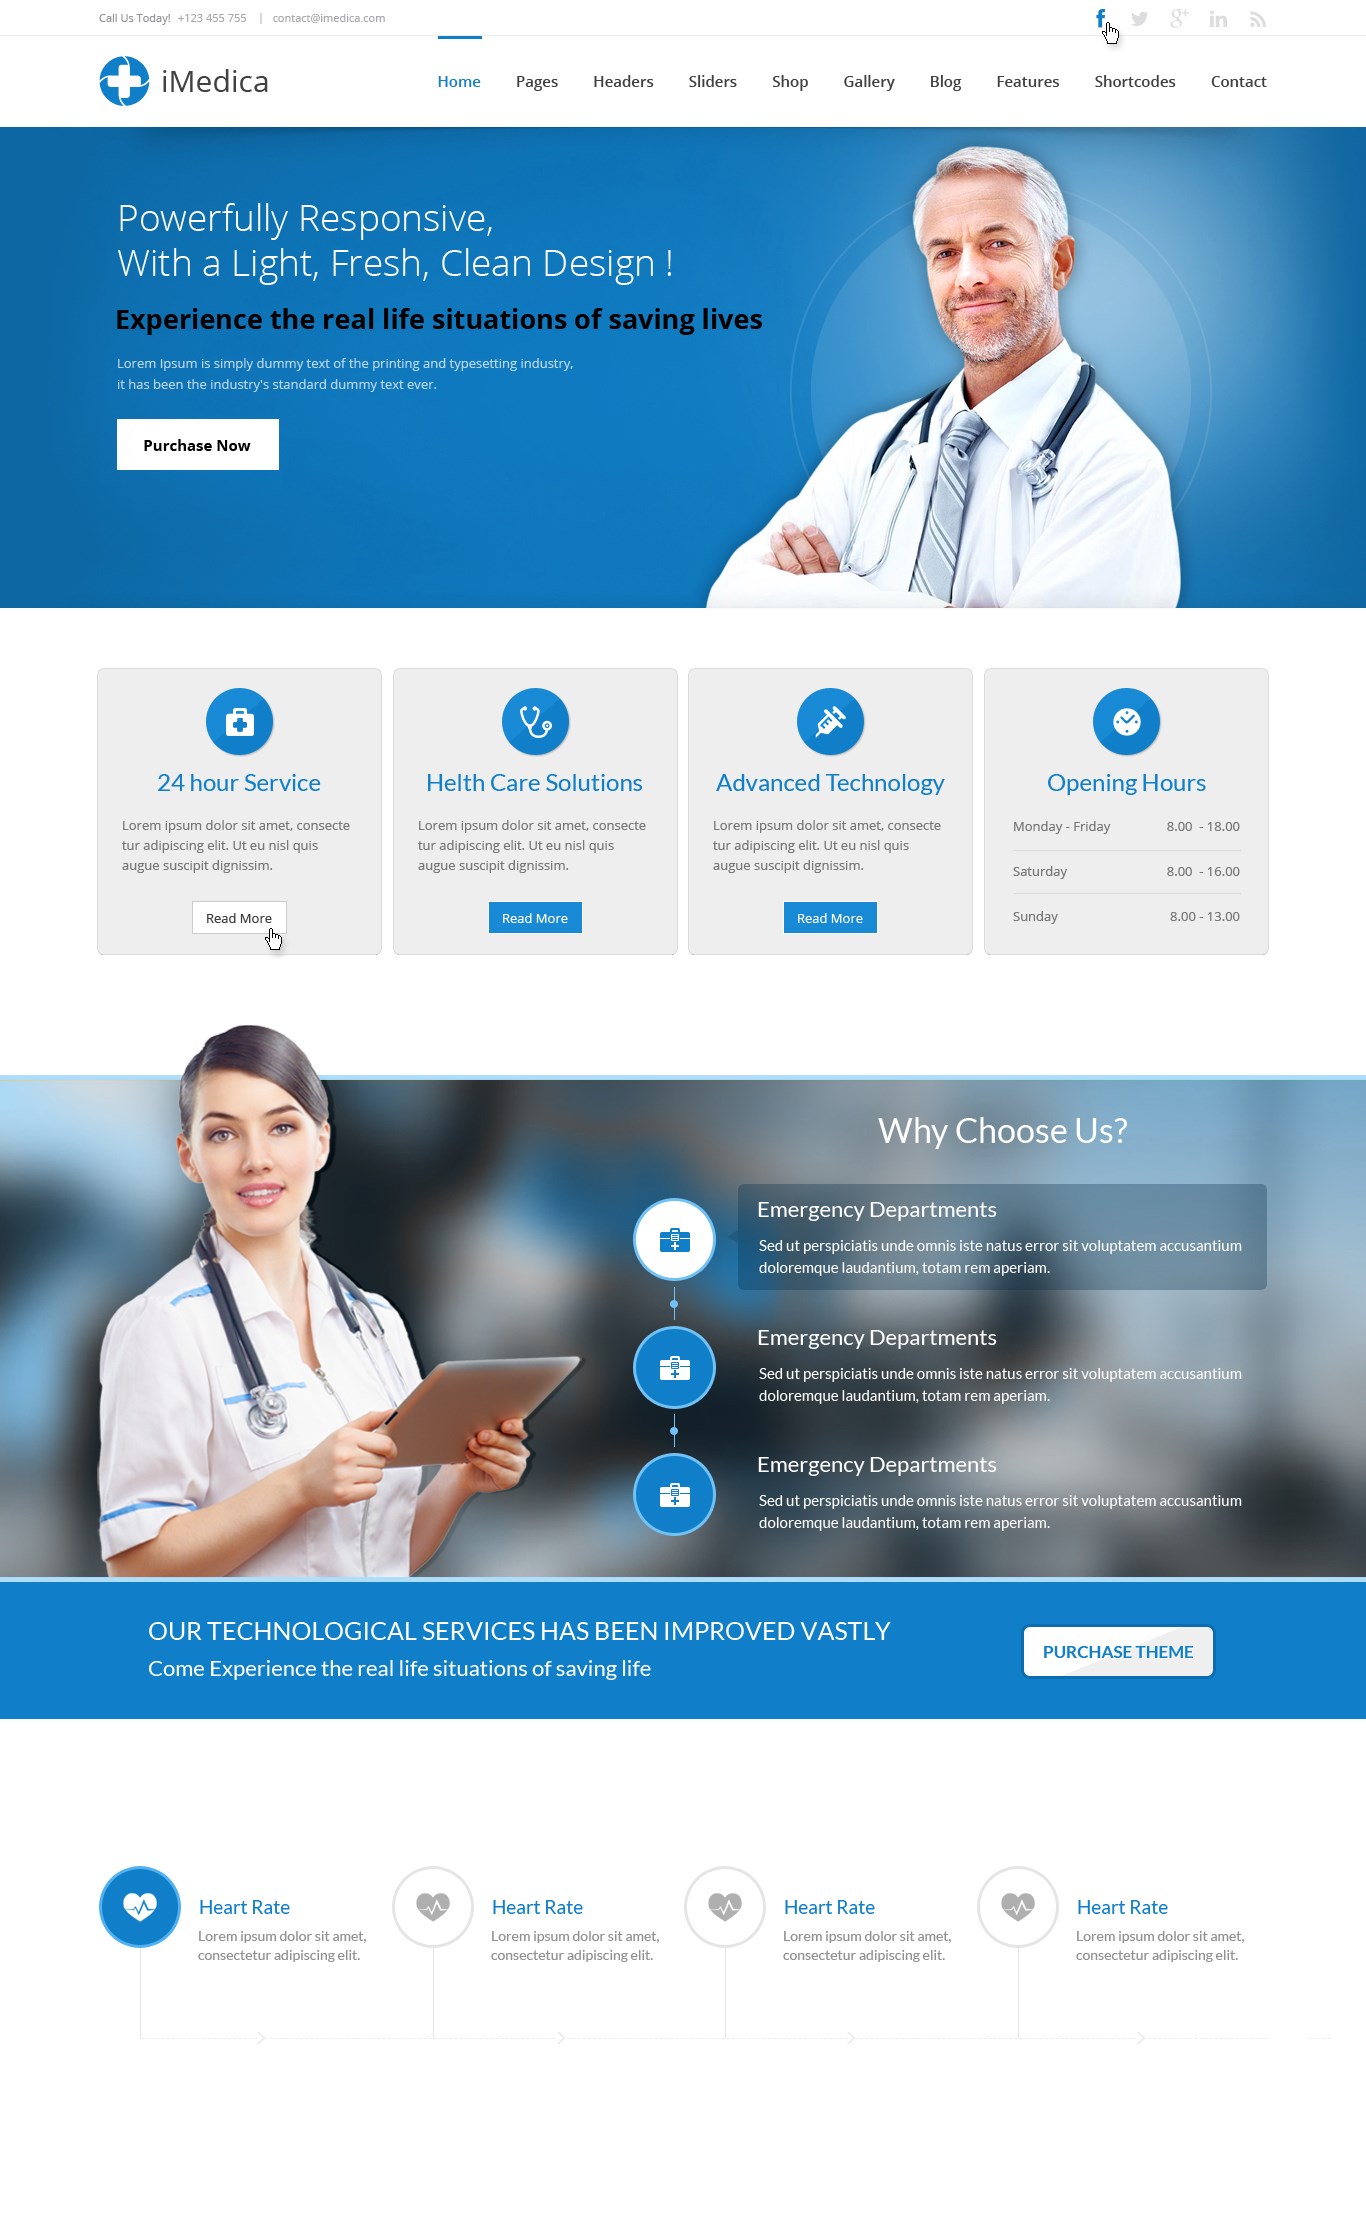 Call Us Today! +123 455 755 | contact@imedica.com
iMedica
Home Pages Headers Sliders Shop Gallery Blog Features Shortcodes Contact
Powerfully Responsive,
With a Light, Fresh, Clean Design !
Experience the real life situations of saving lives
Lorem Ipsum is simply dummy text of the printing and typesetting industry,
it has been the industry's standard dummy text ever.
Purchase Now
24 hour Service
Lorem ipsum dolor sit amet, consecte
tur adipiscing elit. Ut eu nisl quis
augue suscipit dignissim.
Read More
Helth Care Solutions
Lorem ipsum dolor sit amet, consecte
tur adipiscing elit. Ut eu nisl quis
augue suscipit dignissim.
Read More
Advanced Technology
Lorem ipsum dolor sit amet, consecte
tur adipiscing elit. Ut eu nisl quis
augue suscipit dignissim.
Read More
Opening Hours
Monday - Friday 8.00 - 18.00
Saturday 8.00 - 16.00
Sunday 8.00 - 13.00
Why Choose Us?
Emergency Departments
Sed ut perspiciatis unde omnis iste natus error sit voluptatem accusantium
doloremque laudantium, totam rem aperiam.
Emergency Departments
Sed ut perspiciatis unde omnis iste natus error sit voluptatem accusantium
doloremque laudantium, totam rem aperiam.
Emergency Departments
Sed ut perspiciatis unde omnis iste natus error sit voluptatem accusantium
doloremque laudantium, totam rem aperiam.
OUR TECHNOLOGICAL SERVICES HAS BEEN IMPROVED VASTLY
Come Experience the real life situations of saving life
PURCHASE THEME
Heart Rate
Lorem ipsum dolor sit amet,
consectetur adipiscing elit.
Heart Rate
Lorem ipsum dolor sit amet,
consectetur adipiscing elit.
Heart Rate
Lorem ipsum dolor sit amet,
consectetur adipiscing elit.
Heart Rate
Lorem ipsum dolor sit amet,
consectetur adipiscing elit.